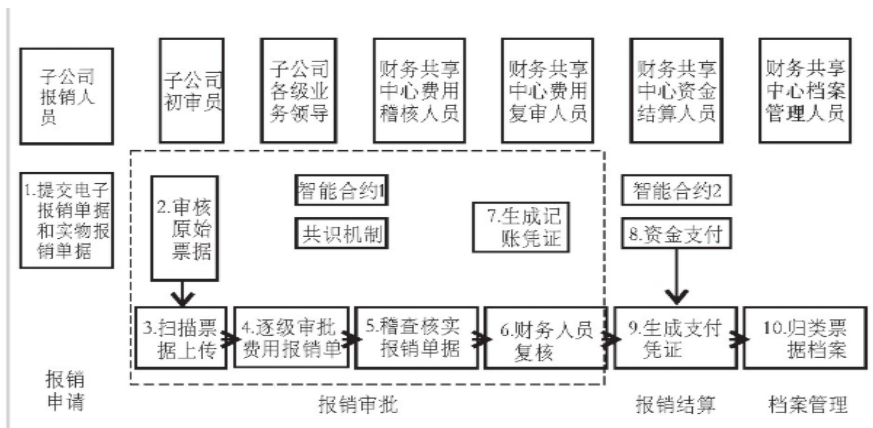 子公司
报销人
员
子公司
初审员
子公司
各级业
务领导
财务共享
中心费用
稽核人员
财务共享
中心费用
复审人员
财务共享
中心资金
结算人员
财务共享
中心档案
管理人员
1.提交电子
报销单据
和实物报
销单据
2.审核
原始
票据
智能合约1
共识机制
7.生成记
账凭证
智能合约2
8.资金支付
3.扫描票
据上传
4.逐级审批
费用报销单
5.稽查核实
报销单据
6.财务人员
复核
9.生成支付
凭证
10.归类票
据档案
报销
申请
报销审批
报销结算
档案管理